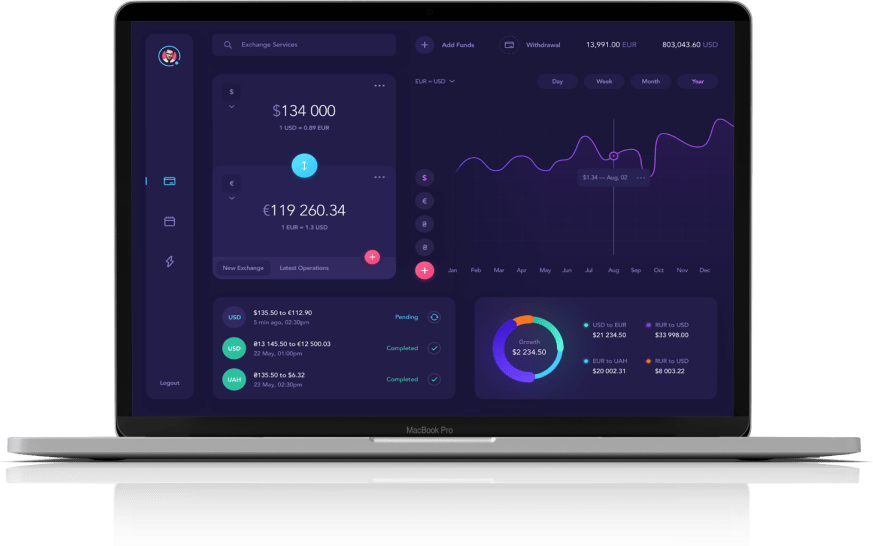 Exchange Services
Add Funds
Withdrawal
13,991.00 EUR
803,043.60 USD
$
$134 000
1 USD = 0.89 EUR
€
€119 260.34
1 EUR = 1.3 USD
New Exchange
Latest Operations
EUR = USD
Day
Week
Month
Year
$
€
₴
₴
$1.34 — Aug, 02
Jan Feb Mar Apr May Jun Jul Aug Sep Oct Nov Dec
USD
$135.50 to €112.90
5 min ago, 02:30pm
Pending
USD
₴13 145.50 to €12 500.03
22 May, 01:00pm
Completed
UAH
₴135.50 to $6.32
23 May, 02:30pm
Completed
Growth
$2 234.50
USD to EUR
$21 234.50
RUR to USD
$33 998.00
EUR to UAH
$20 002.31
RUR to USD
$8 003.22
Logout
MacBook Pro